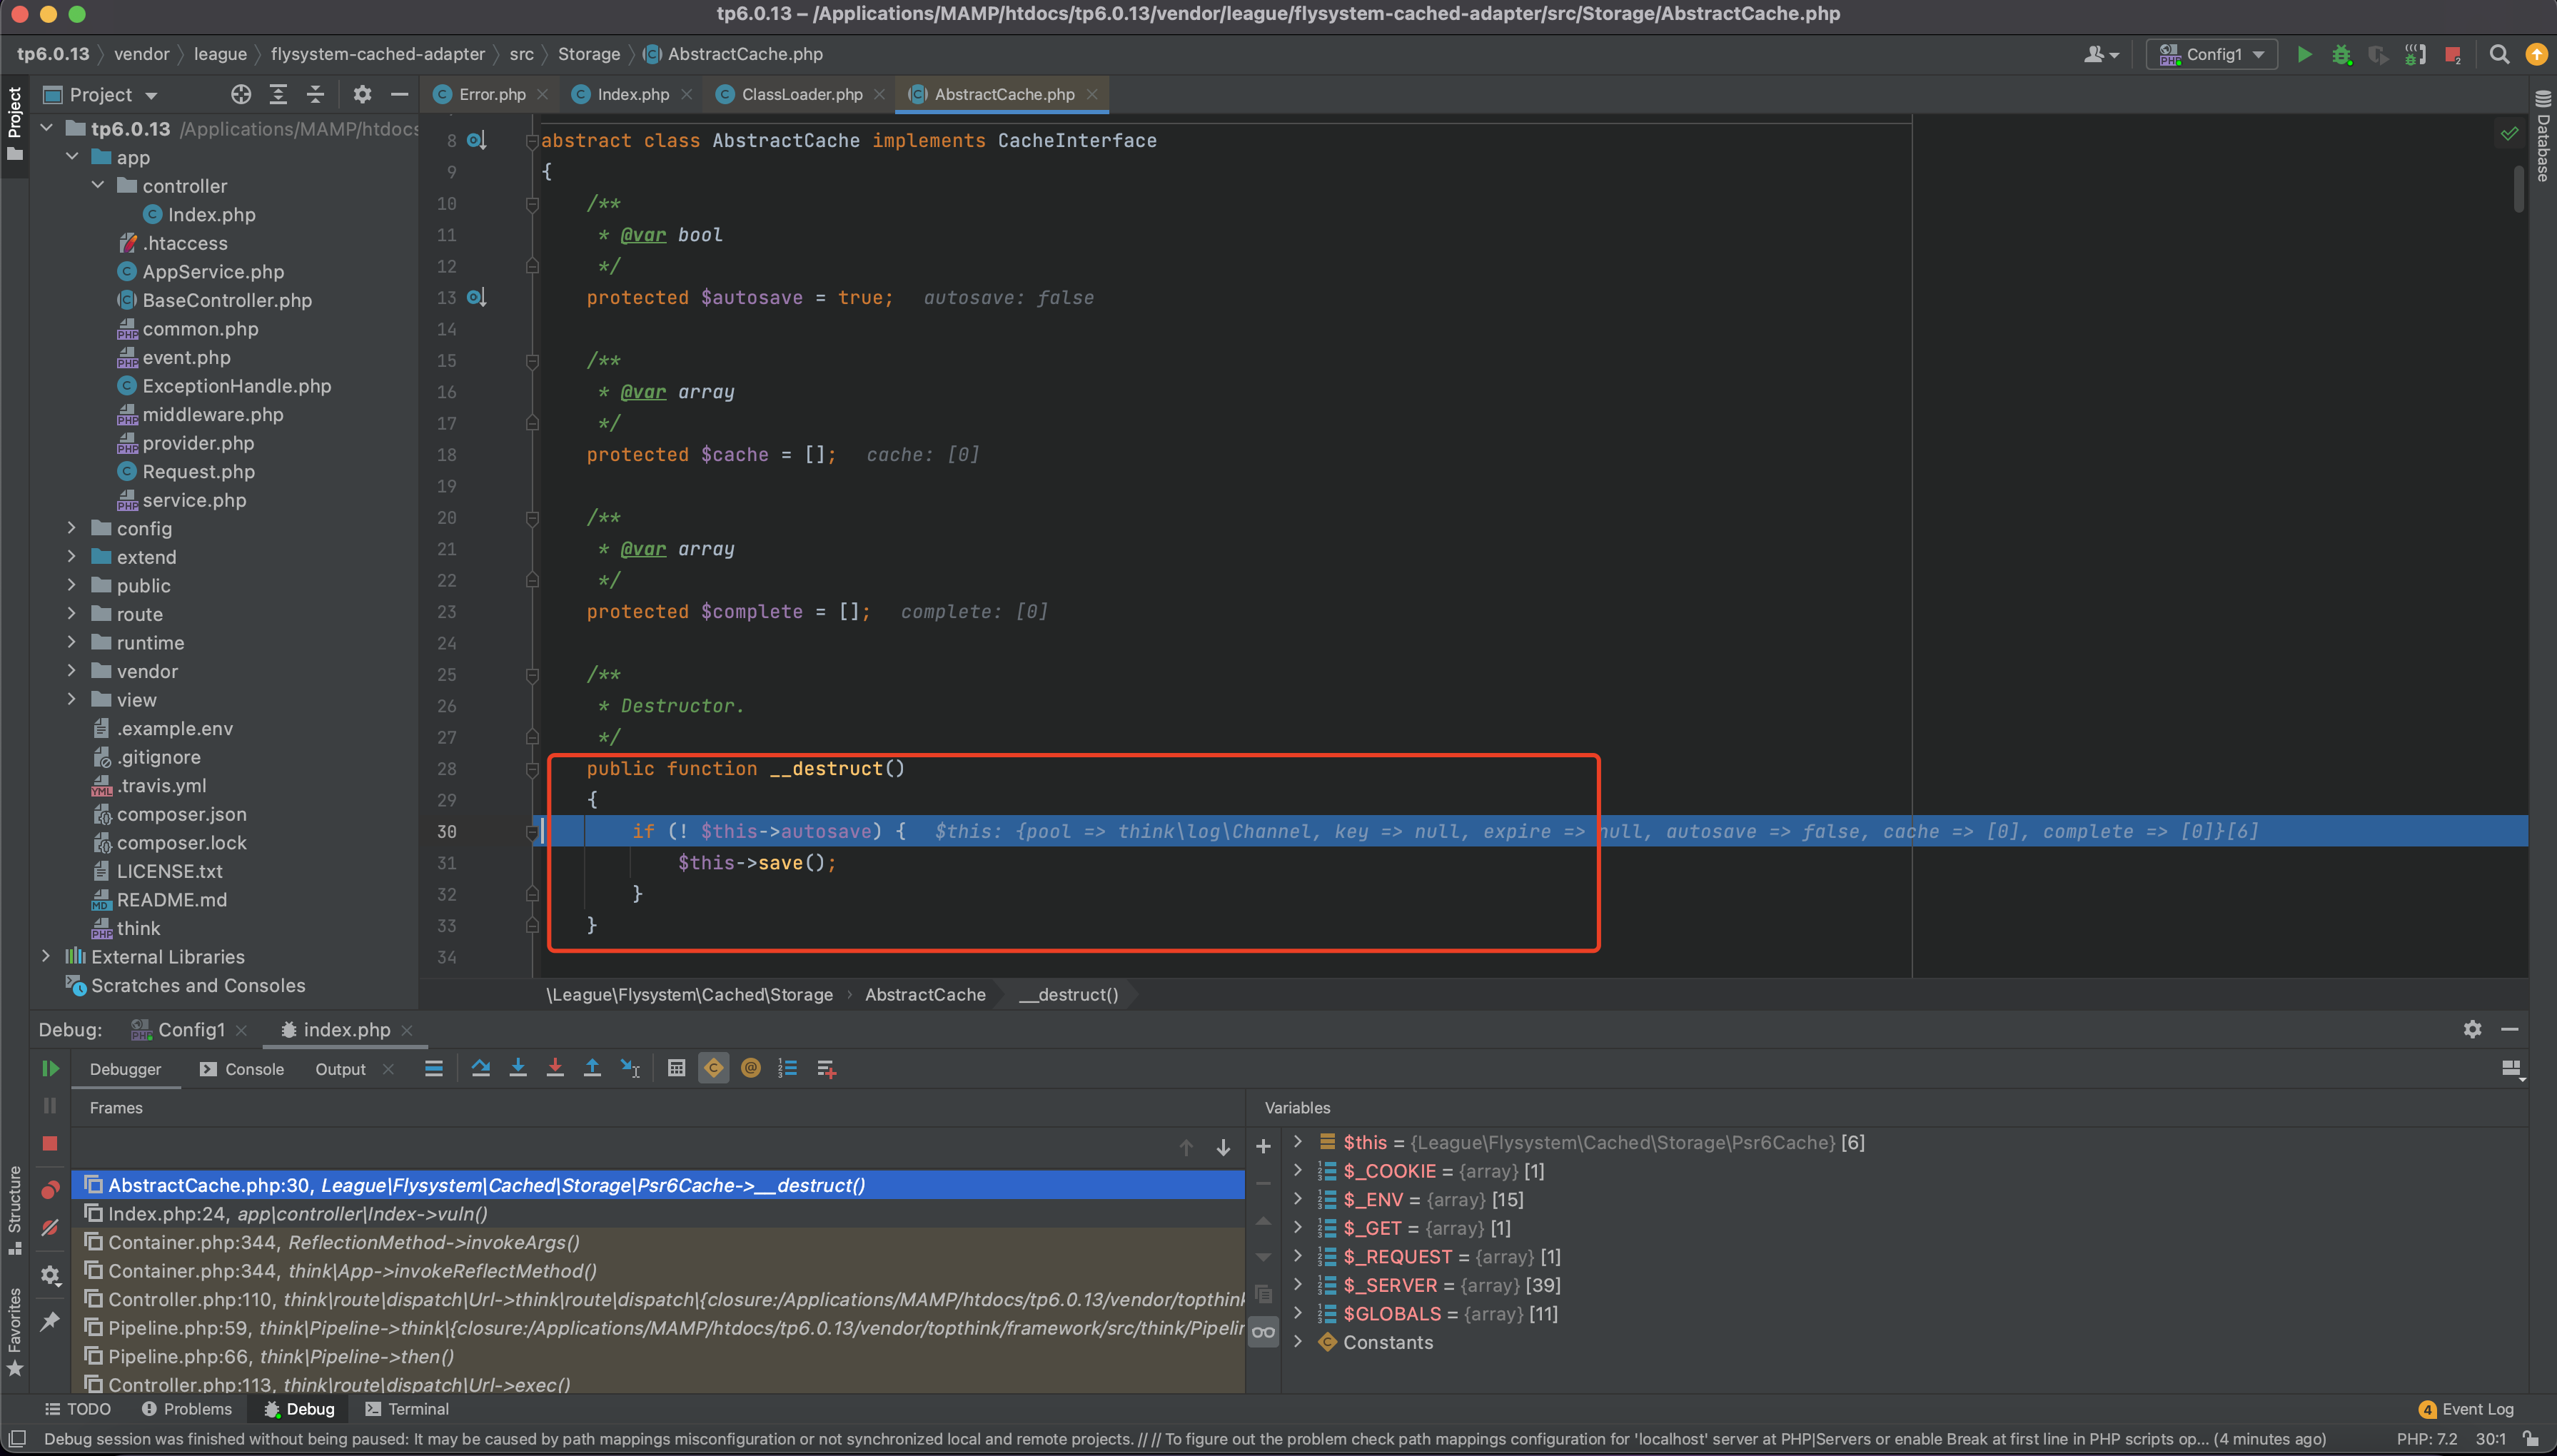 tp6.0.13 – /Applications/MAMP/htdocs/tp6.0.13/vendor/league/flysystem-cached-adapter/src/Storage/AbstractCache.php
tp6.0.13 vendor league flysystem-cached-adapter src Storage AbstractCache.php Config1
Project Error.php Index.php ClassLoader.php AbstractCache.php
Project
Database
Structure
Favorites
tp6.0.13 /Applications/MAMP/htdocs
app
controller
Index.php
.htaccess
AppService.php
BaseController.php
common.php
event.php
ExceptionHandle.php
middleware.php
provider.php
Request.php
service.php
config
extend
public
route
runtime
vendor
view
.example.env
.gitignore
.travis.yml
composer.json
composer.lock
LICENSE.txt
README.md
think
External Libraries
Scratches and Consoles
8 abstract class AbstractCache implements CacheInterface
9 {
10 /**
11 * @var bool
12 */
13 protected $autosave = true; autosave: false
14
15 /**
16 * @var array
17 */
18 protected $cache = []; cache: [0]
19
20 /**
21 * @var array
22 */
23 protected $complete = []; complete: [0]
24
25 /**
26 * Destructor.
27 */
28 public function __destruct()
29 {
30 if (! $this->autosave) { $this: {pool => think\log\Channel, key => null, expire => null, autosave => false, cache => [0], complete => [0]}[6]
31 $this->save();
32 }
33 }
34
\League\Flysystem\Cached\Storage AbstractCache __destruct()
Debug: Config1 index.php
Debugger Console Output
Frames
Variables
AbstractCache.php:30, League\Flysystem\Cached\Storage\Psr6Cache->__destruct()
Index.php:24, app\controller\Index->vuln()
Container.php:344, ReflectionMethod->invokeArgs()
Container.php:344, think\App->invokeReflectMethod()
Controller.php:110, think\route\dispatch\Url->think\route\dispatch\{closure:/Applications/MAMP/htdocs/tp6.0.13/vendor/topthink
Pipeline.php:59, think\Pipeline->think\{closure:/Applications/MAMP/htdocs/tp6.0.13/vendor/topthink/framework/src/think/Pipelin
Pipeline.php:66, think\Pipeline->then()
Controller.php:113, think\route\dispatch\Url->exec()
$this = {League\Flysystem\Cached\Storage\Psr6Cache} [6]
$_COOKIE = {array} [1]
$_ENV = {array} [15]
$_GET = {array} [1]
$_REQUEST = {array} [1]
$_SERVER = {array} [39]
$GLOBALS = {array} [11]
Constants
TODO Problems Debug Terminal 4 Event Log
Debug session was finished without being paused: It may be caused by path mappings misconfiguration or not synchronized local and remote projects. // // To figure out the problem check path mappings configuration for 'localhost' server at PHP|Servers or enable Break at first line in PHP scripts op... (4 minutes ago) PHP: 7.2 30:1